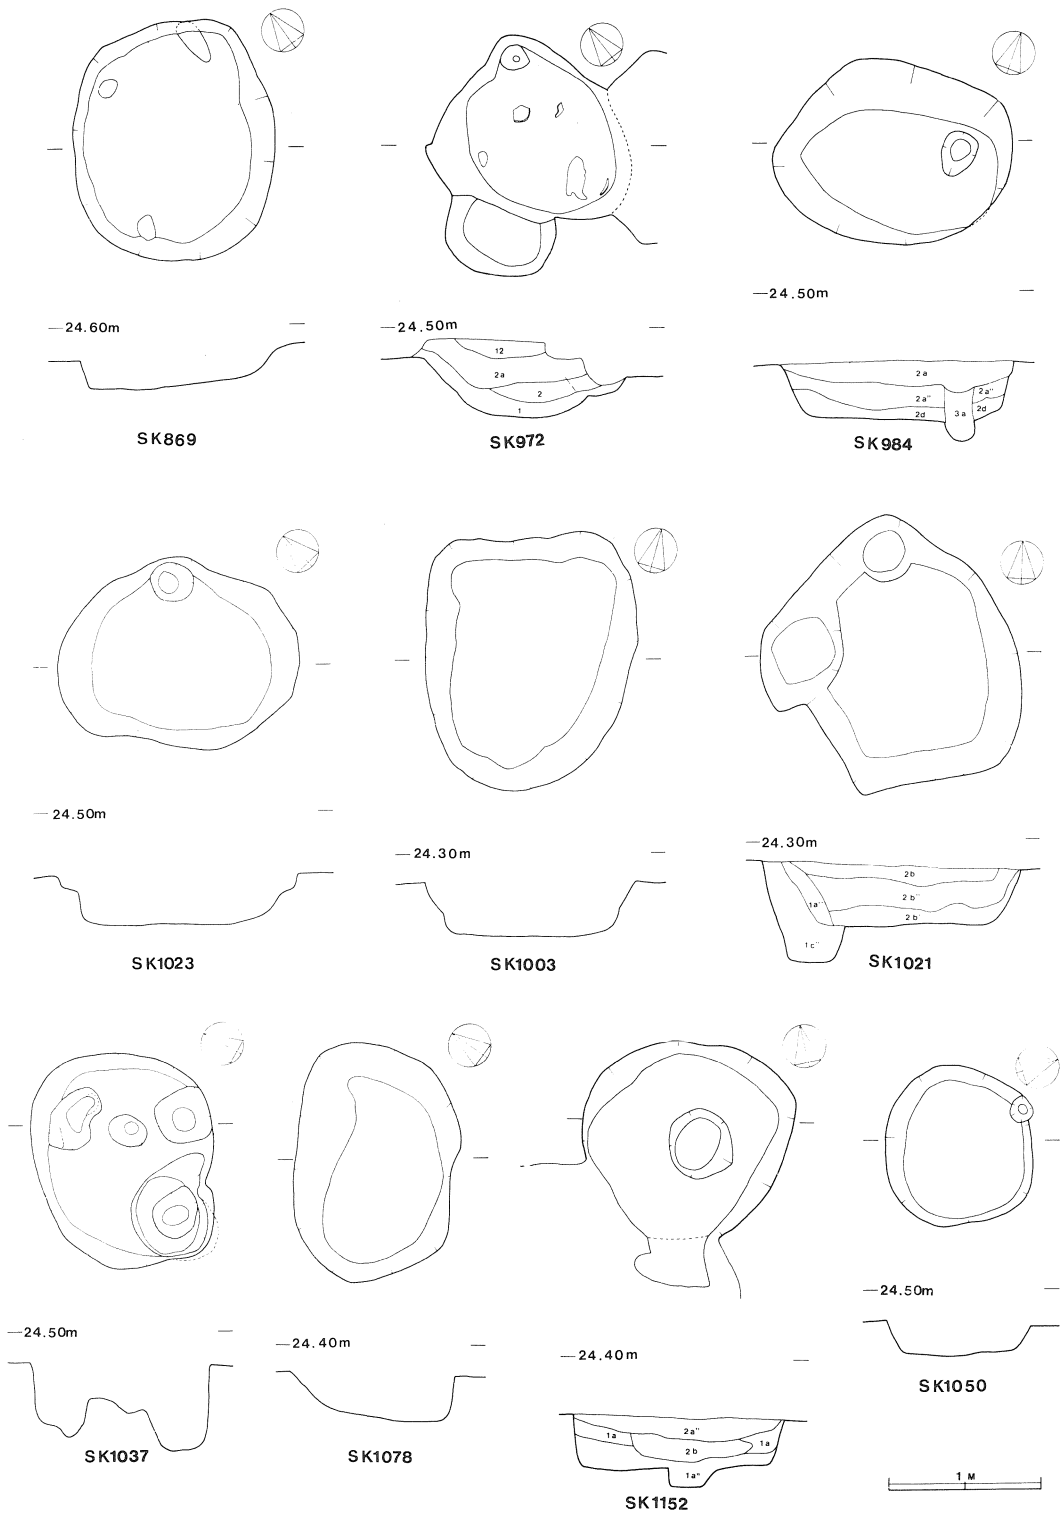 24.60m
SK869
24.50m
12
2a
2
1
SK972
24.50m
2a
2a"
2a"
2d
3a
2d
SK984
24.50m
SK1023
24.30m
SK1003
24.30m
2b
2b"
1a"
2b'
1c"
SK1021
24.50m
SK1037
24.40m
SK1078
24.40m
2a"
1a
1a
2b
1a"
SK1152
24.50m
SK1050
1 M